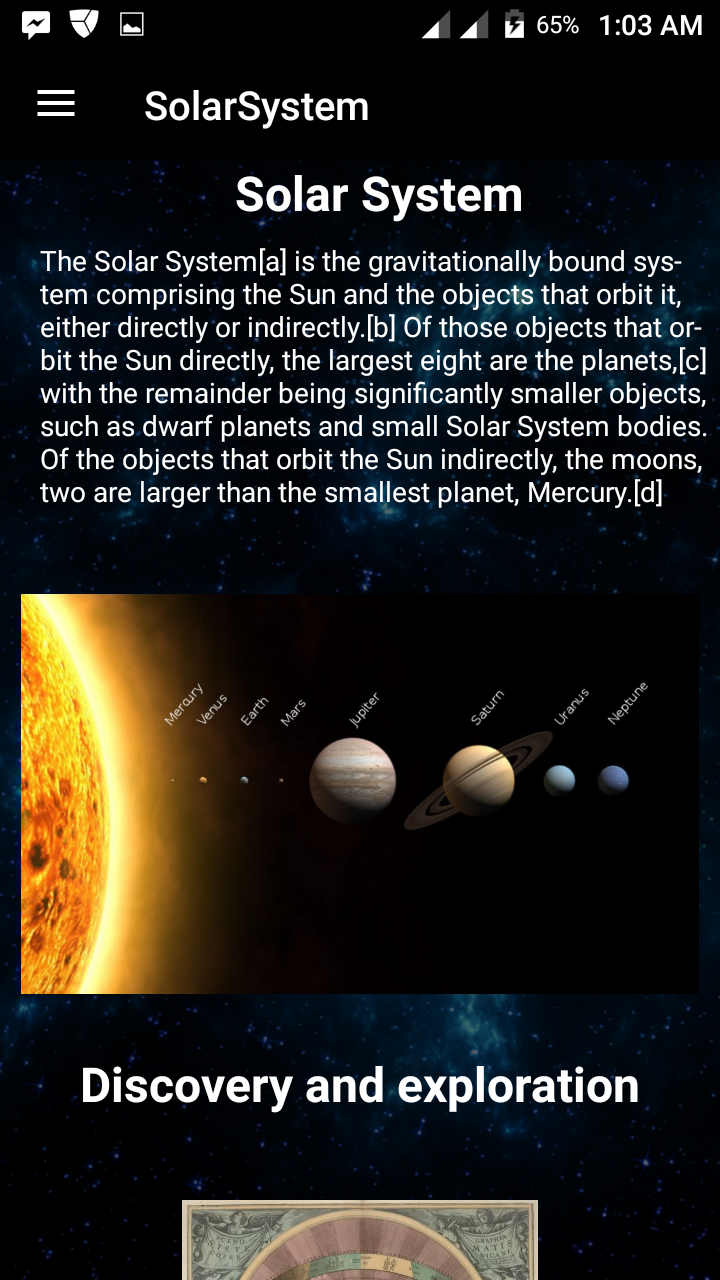 65% 1:03 AM
SolarSystem
Solar System
The Solar System[a] is the gravitationally bound sys-
tem comprising the Sun and the objects that orbit it,
either directly or indirectly.[b] Of those objects that or-
bit the Sun directly, the largest eight are the planets,[c]
with the remainder being significantly smaller objects,
such as dwarf planets and small Solar System bodies.
Of the objects that orbit the Sun indirectly, the moons,
two are larger than the smallest planet, Mercury.[d]
Mercury Venus Earth Mars Jupiter Saturn Uranus Neptune
Discovery and exploration